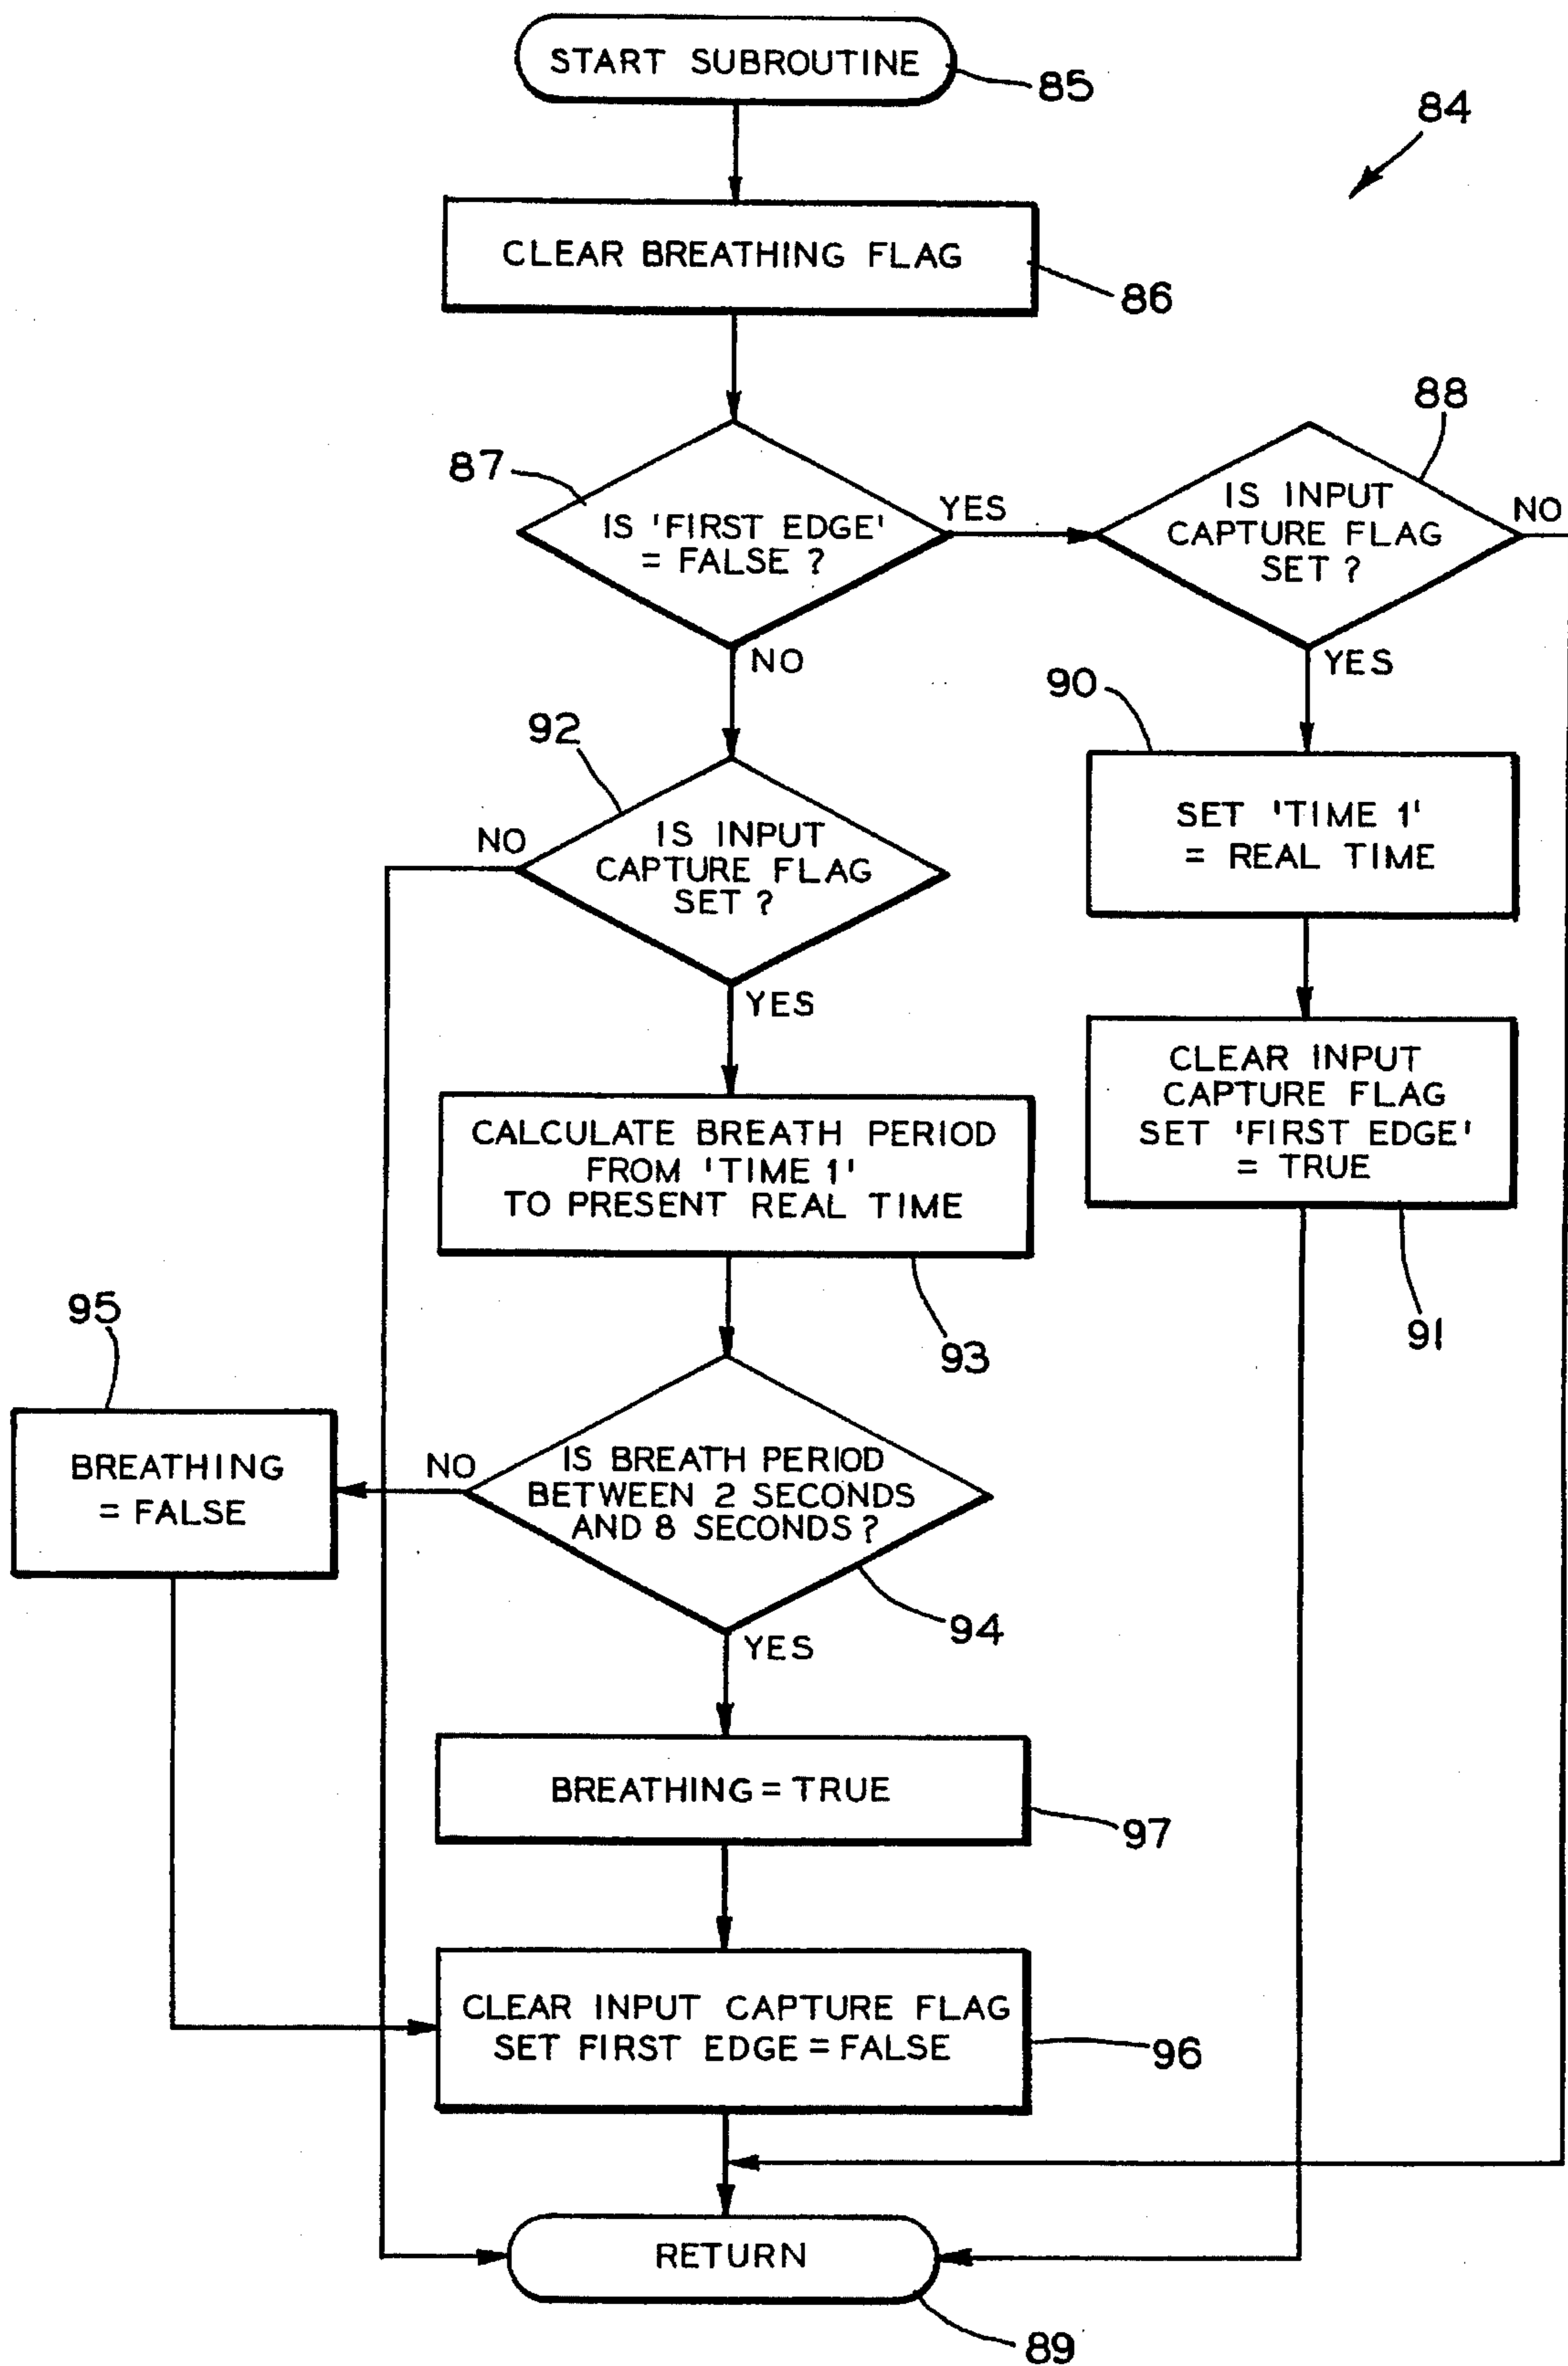 START SUBROUTINE
85
84
CLEAR BREATHING FLAG
86
87
IS 'FIRST EDGE'
= FALSE ?
YES
NO
88
IS INPUT
CAPTURE FLAG
SET ?
NO
YES
90
SET 'TIME 1'
= REAL TIME
CLEAR INPUT
CAPTURE FLAG
SET 'FIRST EDGE'
= TRUE
91
92
IS INPUT
CAPTURE FLAG
SET ?
NO
YES
CALCULATE BREATH PERIOD
FROM 'TIME 1'
TO PRESENT REAL TIME
93
IS BREATH PERIOD
BETWEEN 2 SECONDS
AND 8 SECONDS ?
94
NO
YES
95
BREATHING
= FALSE
BREATHING = TRUE
97
CLEAR INPUT CAPTURE FLAG
SET FIRST EDGE = FALSE
96
RETURN
89